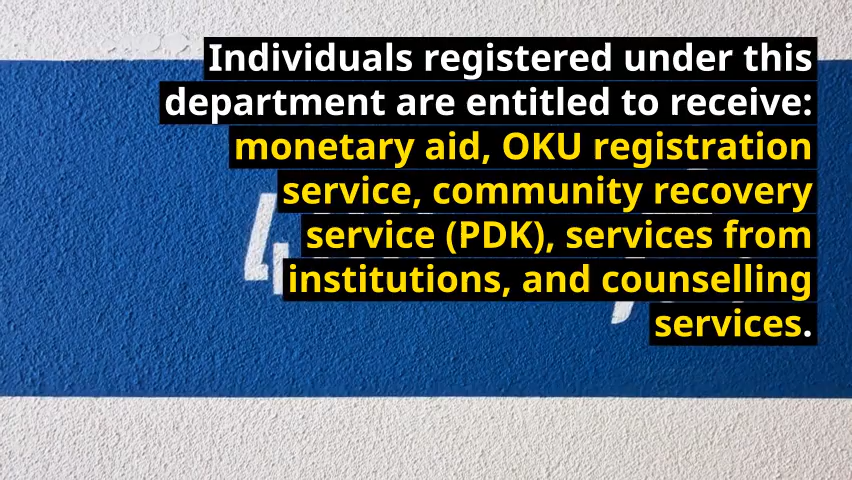 Individuals registered under this
department are entitled to receive:
monetary aid, OKU registration
service, community recovery
service (PDK), services from
institutions, and counselling
services.